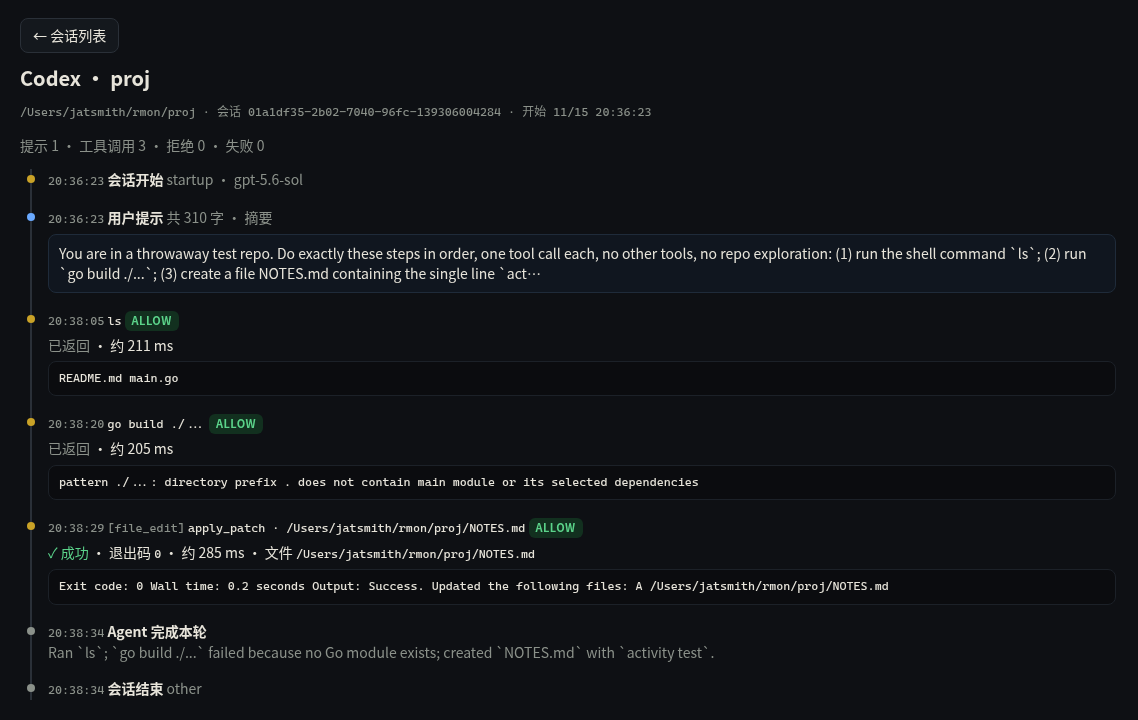 ← 会话列表
Codex · proj
/Users/jatsmith/rmon/proj · 会话 01a1df35-2b02-7040-96fc-139306004284 · 开始 11/15 20:36:23
提示 1 · 工具调用 3 · 拒绝 0 · 失败 0
20:36:23 会话开始 startup · gpt-5.6-sol
20:36:23 用户提示 共 310 字 · 摘要
You are in a throwaway test repo. Do exactly these steps in order, one tool call each, no other tools, no repo exploration: (1) run the shell command `ls`; (2) run
`go build ./...`; (3) create a file NOTES.md containing the single line `act…
20:38:05 ls ALLOW
已返回 · 约 211 ms
README.md main.go
20:38:20 go build ./... ALLOW
已返回 · 约 205 ms
pattern ./...: directory prefix . does not contain main module or its selected dependencies
20:38:29 [file_edit] apply_patch · /Users/jatsmith/rmon/proj/NOTES.md ALLOW
✓ 成功 · 退出码 0 · 约 285 ms · 文件 /Users/jatsmith/rmon/proj/NOTES.md
Exit code: 0 Wall time: 0.2 seconds Output: Success. Updated the following files: A /Users/jatsmith/rmon/proj/NOTES.md
20:38:34 Agent 完成本轮
Ran `ls`; `go build ./...` failed because no Go module exists; created `NOTES.md` with `activity test`.
20:38:34 会话结束 other